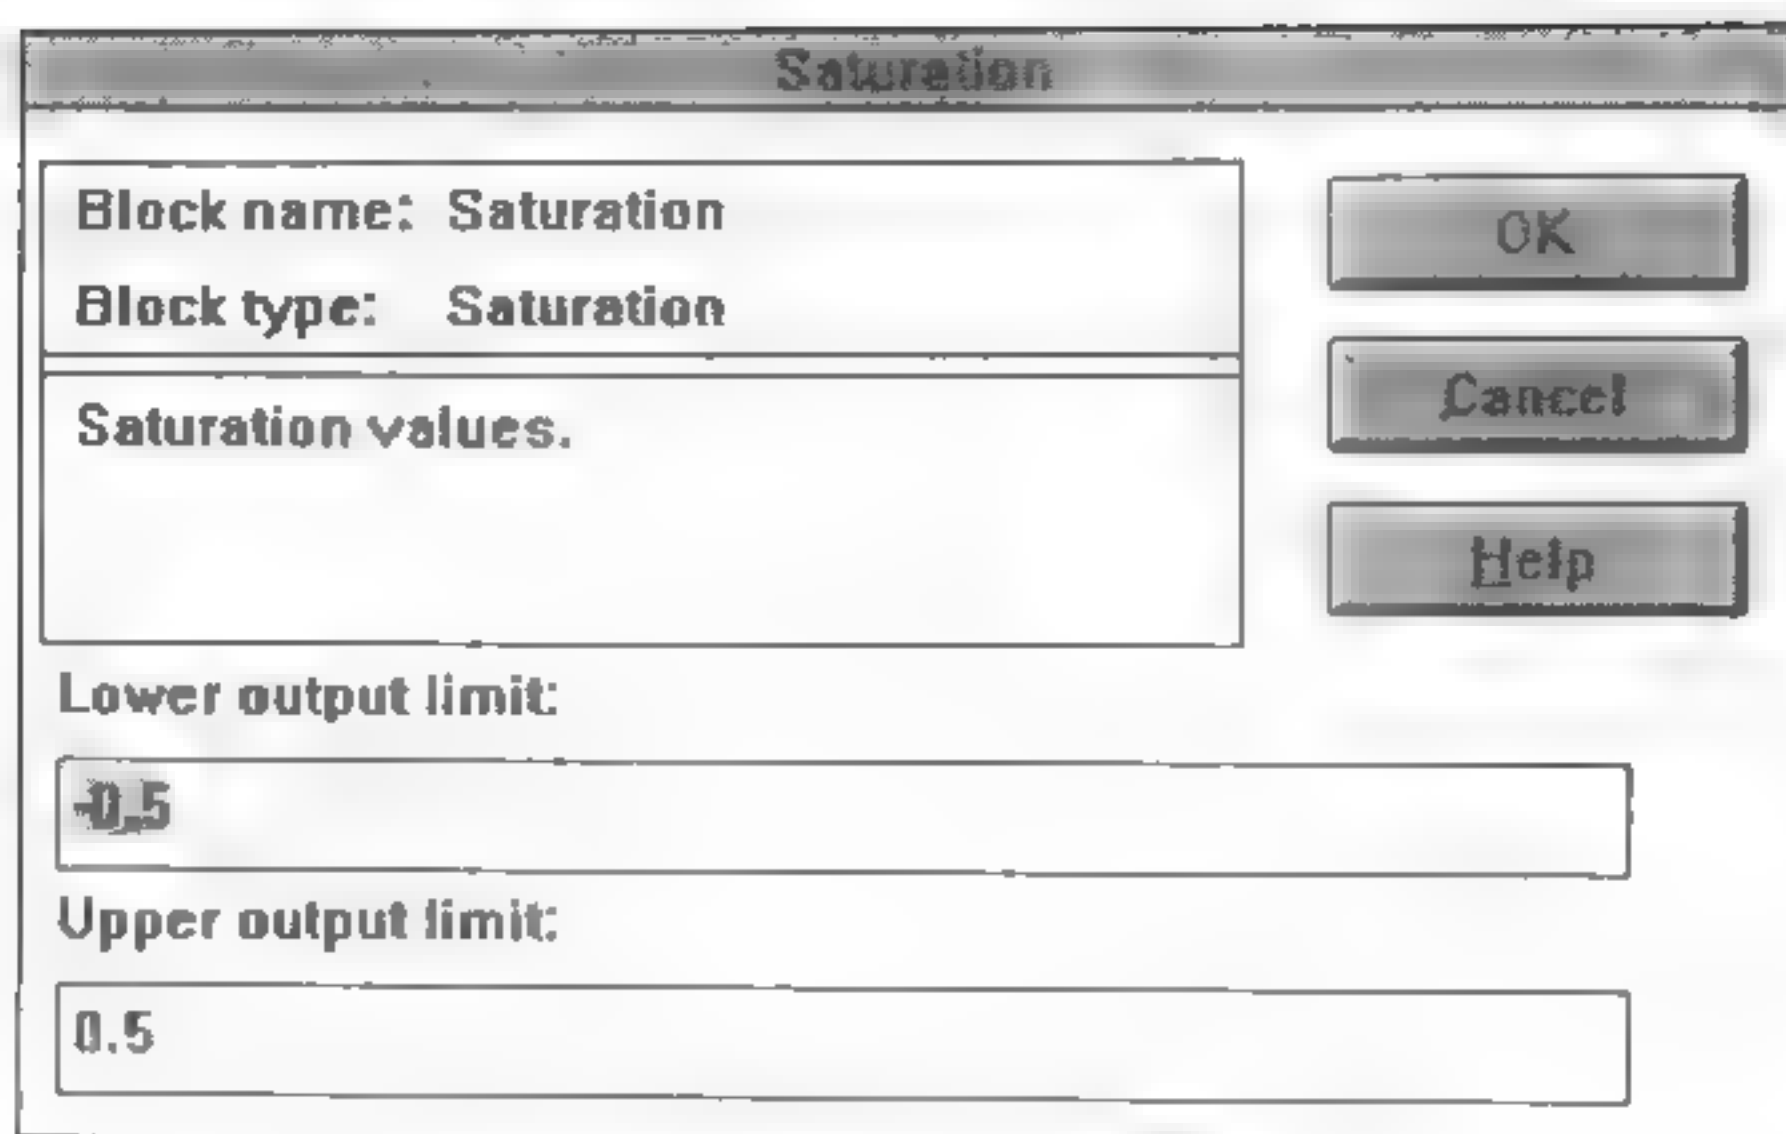 Saturation
Block name: Saturation
Block type: Saturation
Saturation values.
OK
Cancel
Help
Lower output limit:
-0.5
Upper output limit:
0.5